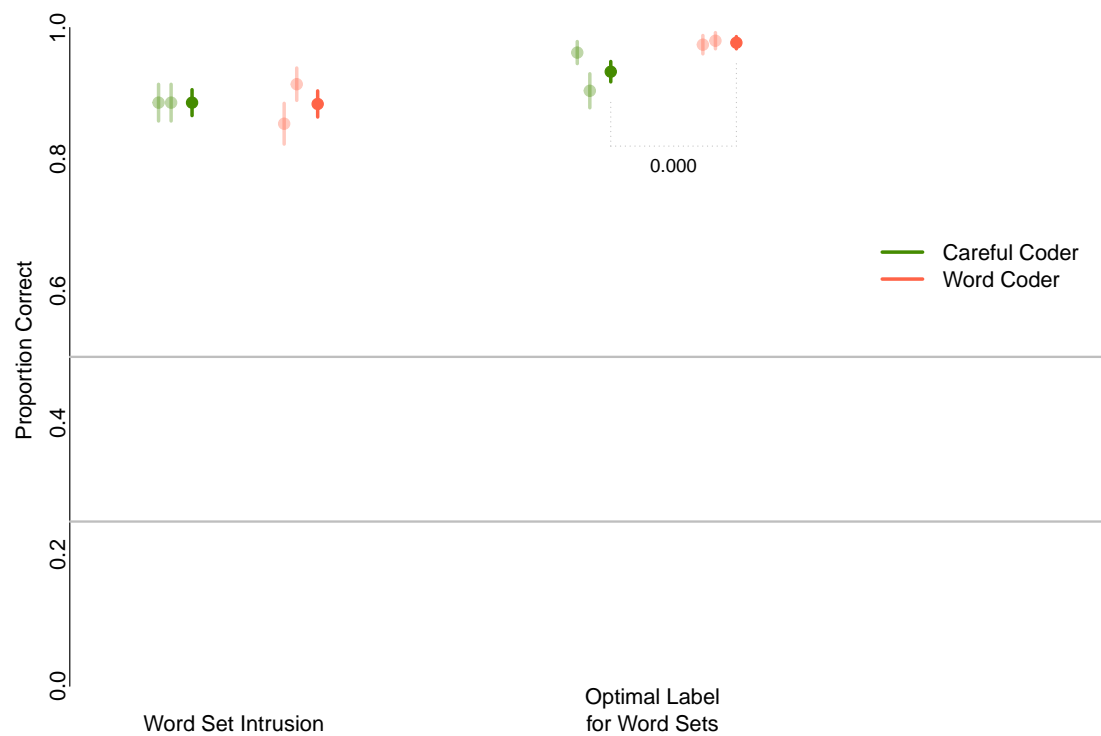 1.0
0.8
0.6
0.4
0.2
0.0
Proportion Correct
0.000
Careful Coder
Word Coder
Word Set Intrusion
Optimal Label
for Word Sets